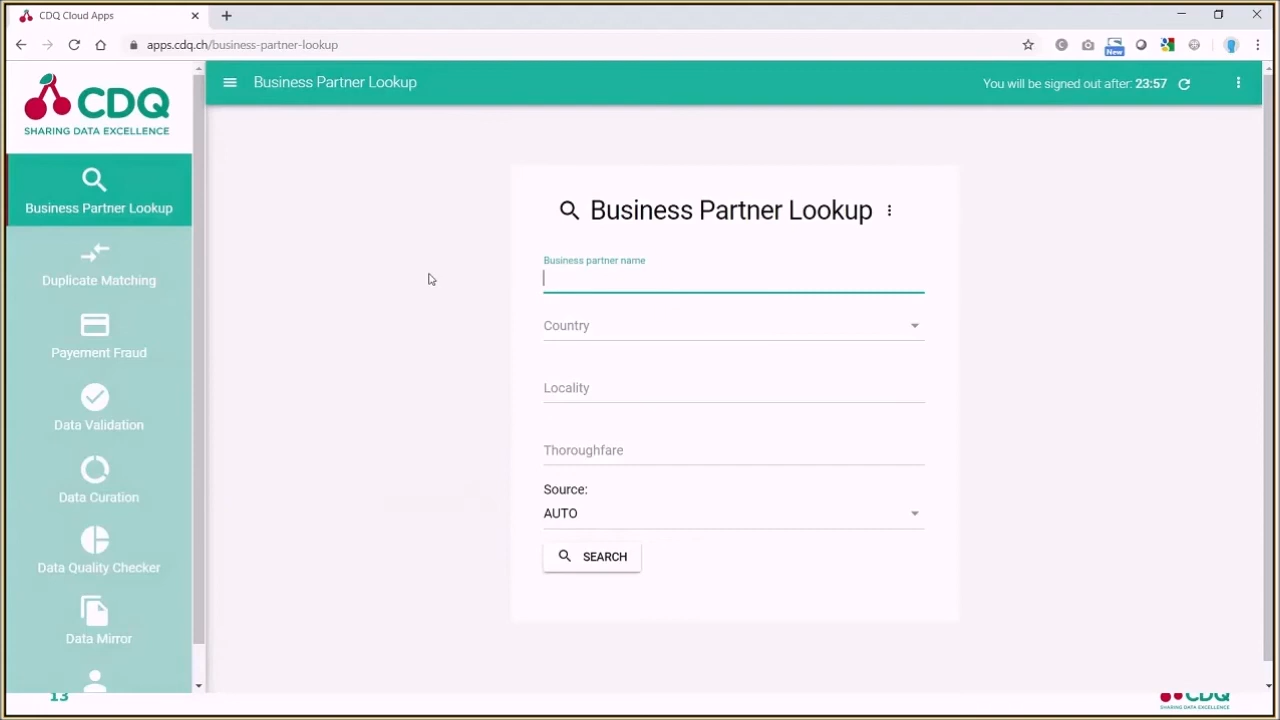 CDQ Cloud Apps
apps.cdq.ch/business-partner-lookup
New
CDQ
SHARING DATA EXCELLENCE
Business Partner Lookup
You will be signed out after: 23:57
Business Partner Lookup
Duplicate Matching
Payement Fraud
Data Validation
Data Curation
Data Quality Checker
Data Mirror
Business Partner Lookup
Business partner name
Country
Locality
Thoroughfare
Source:
AUTO
SEARCH
13
CDQ
SHARING DATA EXCELLENCE